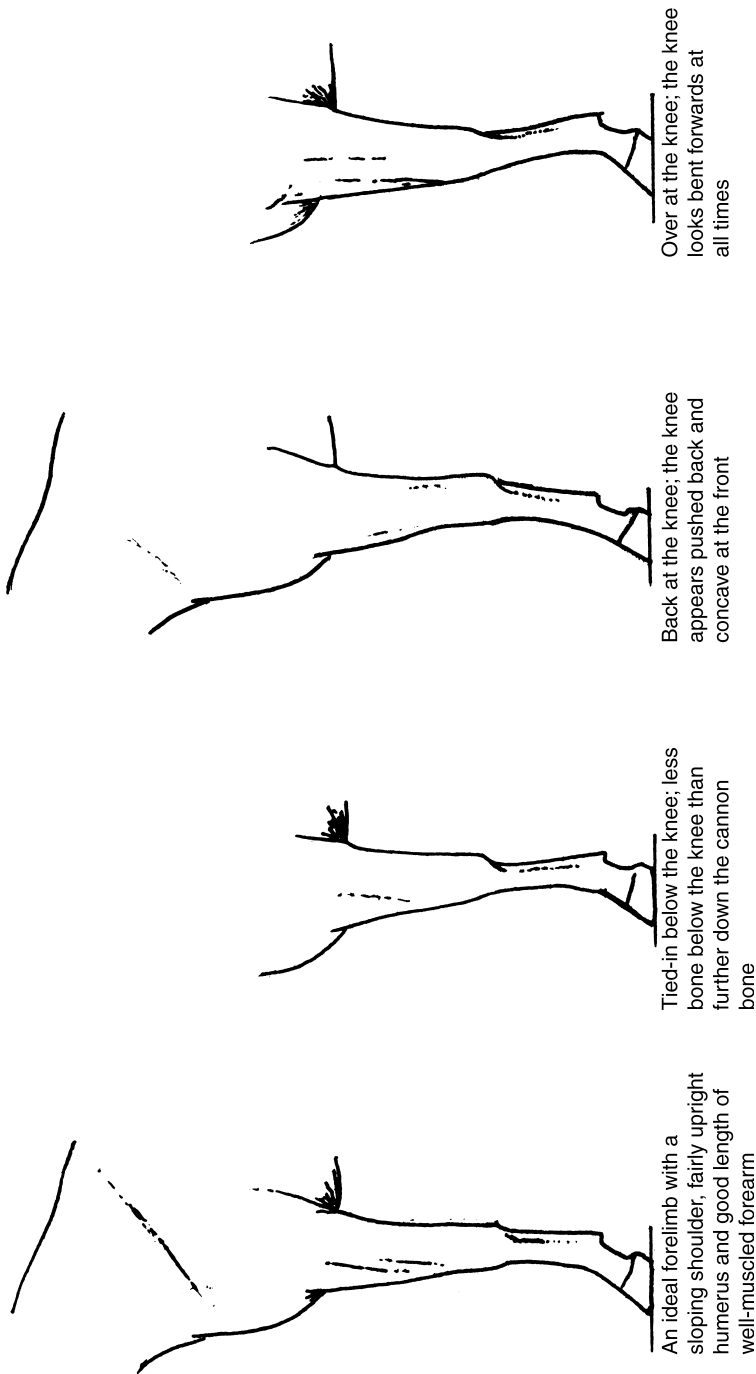 An ideal forelimb with a
sloping shoulder, fairly upright
humerus and good length of
well-muscled forearm
Tied-in below the knee; less
bone below the knee than
further down the cannon
bone
Back at the knee; the knee
appears pushed back and
concave at the front
Over at the knee; the knee
looks bent forwards at
all times